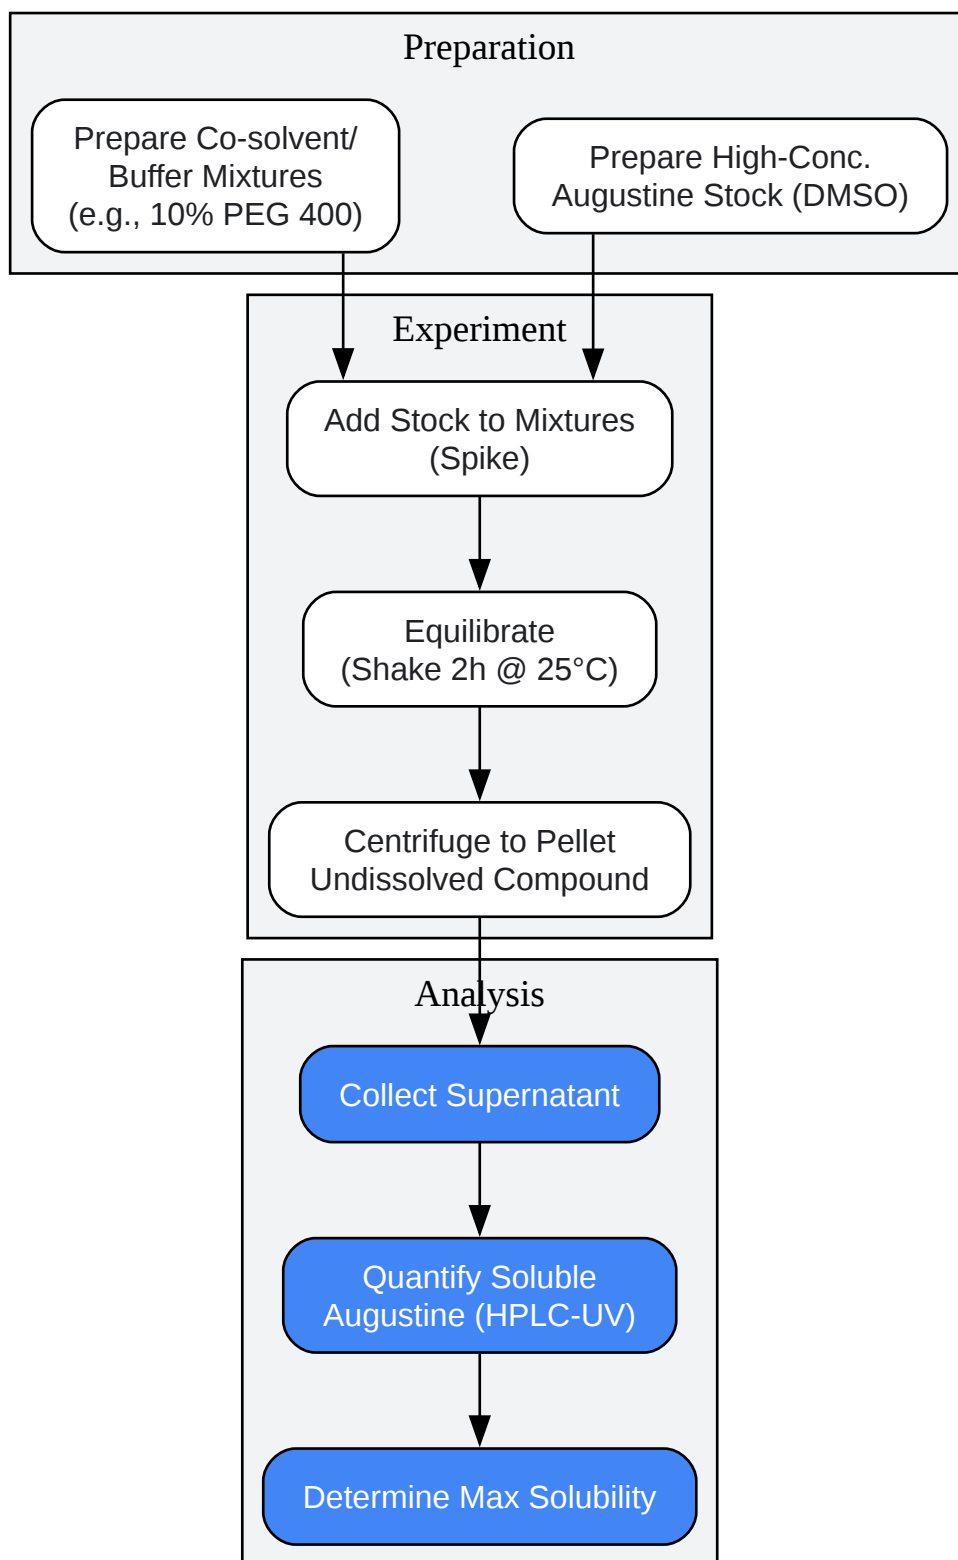 Preparation
Prepare Co-solvent/
Buffer Mixtures
(e.g., 10% PEG 400)
Prepare High-Conc.
Augustine Stock (DMSO)
Experiment
Add Stock to Mixtures
(Spike)
Equilibrate
(Shake 2h @ 25°C)
Centrifuge to Pellet
Undissolved Compound
Analysis
Collect Supernatant
Quantify Soluble
Augustine (HPLC-UV)
Determine Max Solubility